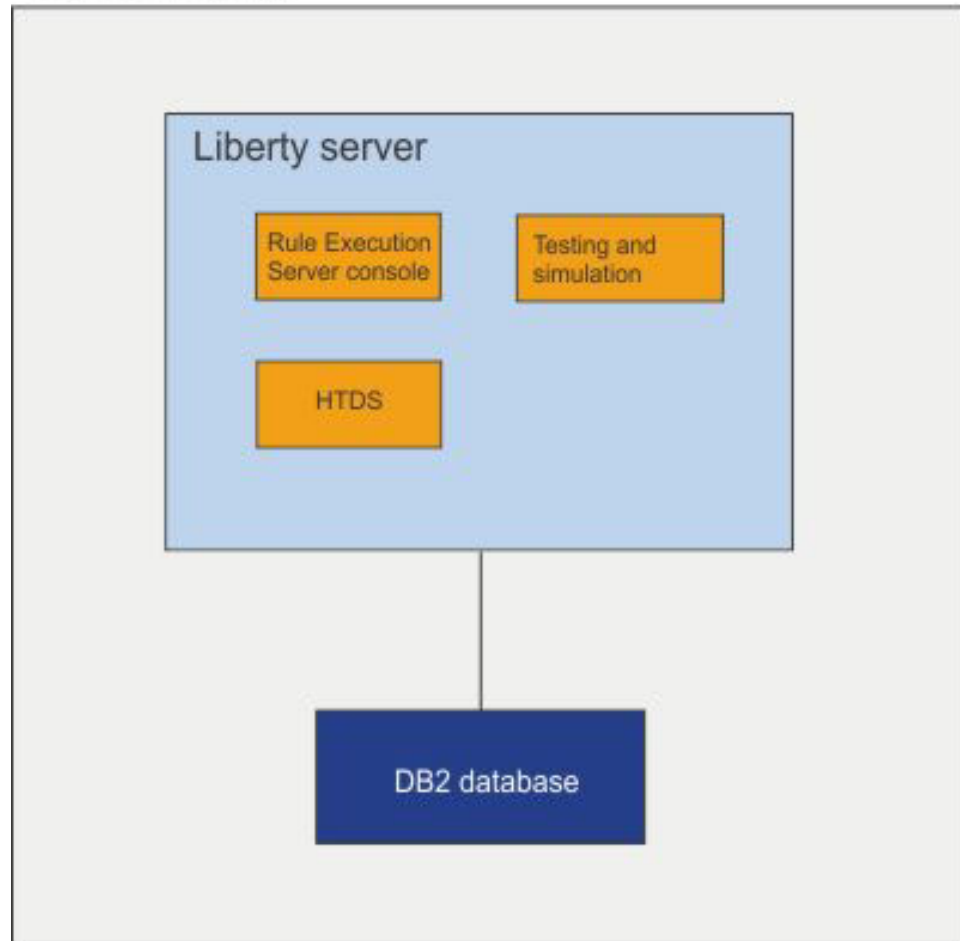 Liberty server
Rule Execution
Server console
Testing and
simulation
HTDS
DB2 database